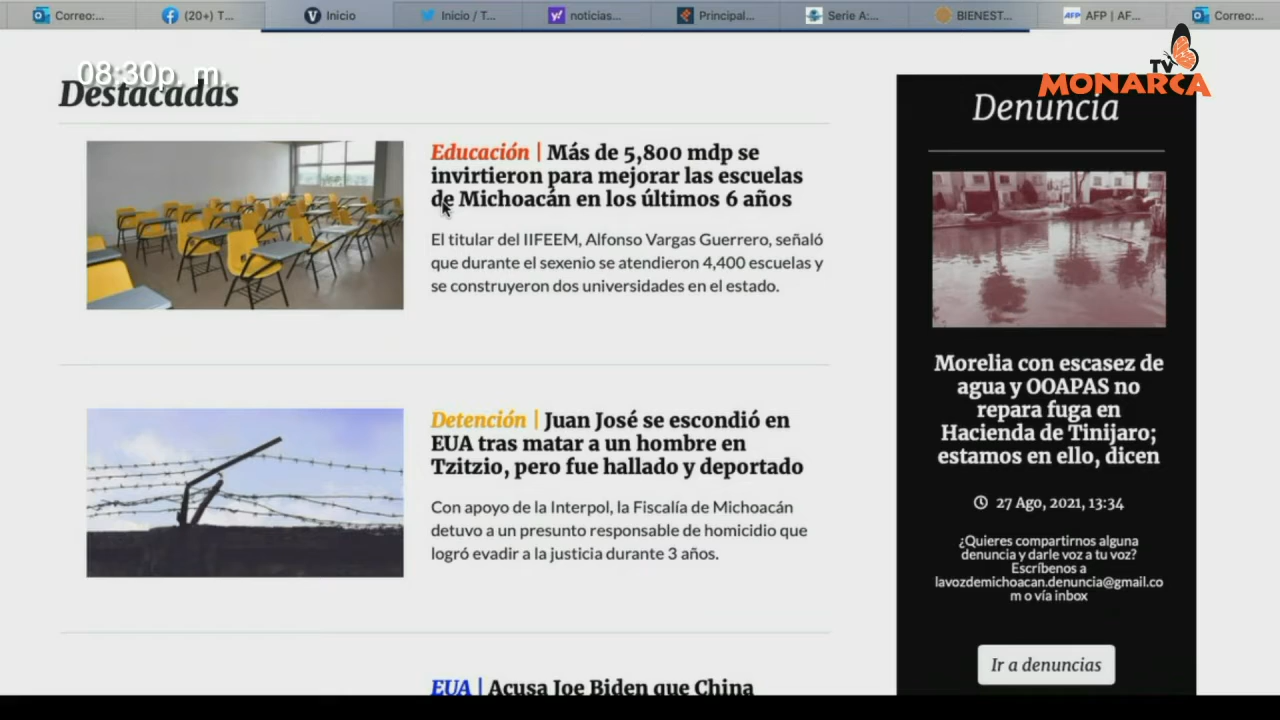 Correo:...
(20+) T...
Inicio
Inicio / T...
noticias...
Principal...
Serie A:...
BIENEST...
AFP | AF...
Correo:...
08:30p. m.
Destacadas
TV
MONARCA
Educación | Más de 5,800 mdp se
invirtieron para mejorar las escuelas
de Michoacán en los últimos 6 años
El titular del IIFEEM, Alfonso Vargas Guerrero, señaló
que durante el sexenio se atendieron 4,400 escuelas y
se construyeron dos universidades en el estado.
Detención | Juan José se escondió en
EUA tras matar a un hombre en
Tzitzio, pero fue hallado y deportado
Con apoyo de la Interpol, la Fiscalía de Michoacán
detuvo a un presunto responsable de homicidio que
logró evadir a la justicia durante 3 años.
EUA | Acusa Joe Biden que China
Denuncia
Morelia con escasez de
agua y OOAPAS no
repara fuga en
Hacienda de Tinijaro;
estamos en ello, dicen
27 Ago, 2021, 13:34
¿Quieres compartirnos alguna
denuncia y darle voz a tu voz?
Escríbenos a
lavozdemichoacan.denuncia@gmail.co
m o vía inbox
Ir a denuncias